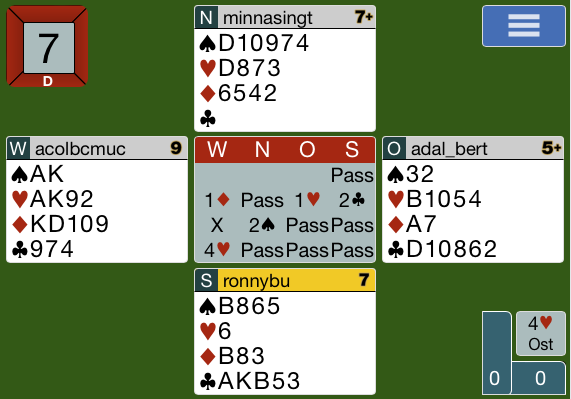 7
D
N minnasingt 7+
♠D10974
♥D873
♦6542
♣
W acolbcmuc 9
♠AK
♥AK92
♦KD109
♣974
W N O S
Pass
1♦ Pass 1♥ 2♣
X 2♠ Pass Pass
4♥ Pass Pass Pass
O adal_bert 5+
♠32
♥B1054
♦A7
♣D10862
S ronnybu 7
♠B865
♥6
♦B83
♣AKB53
4♥
Ost
0 0